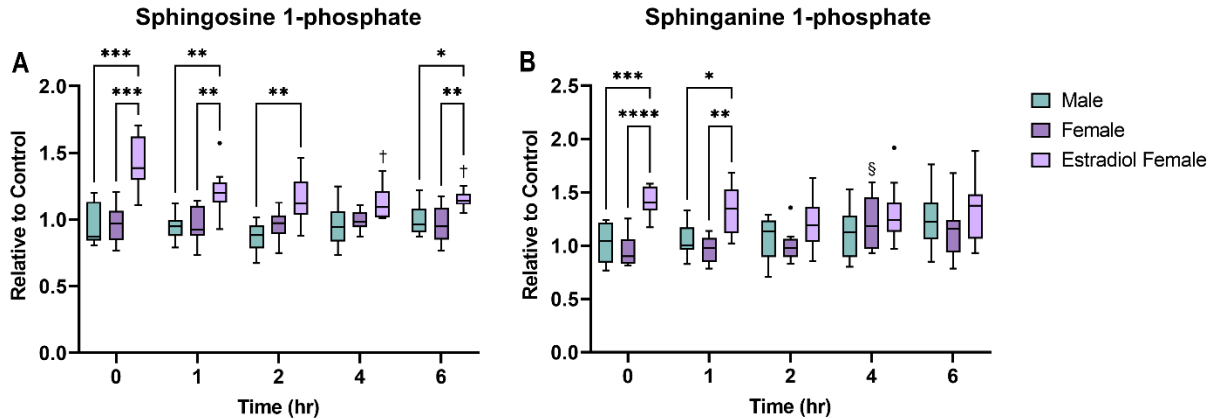 Sphingosine 1-phosphate
A
*** ** *
*** ** ** **
2.0
1.5
1.0
0.5
0.0
† †
Relative to Control
0 1 2 4 6
Time (hr)
Sphinganine 1-phosphate
B
*** *
**** **
2.5
2.0
1.5
1.0
0.5
0.0
§
Relative to Control
0 1 2 4 6
Time (hr)
Male
Female
Estradiol Female